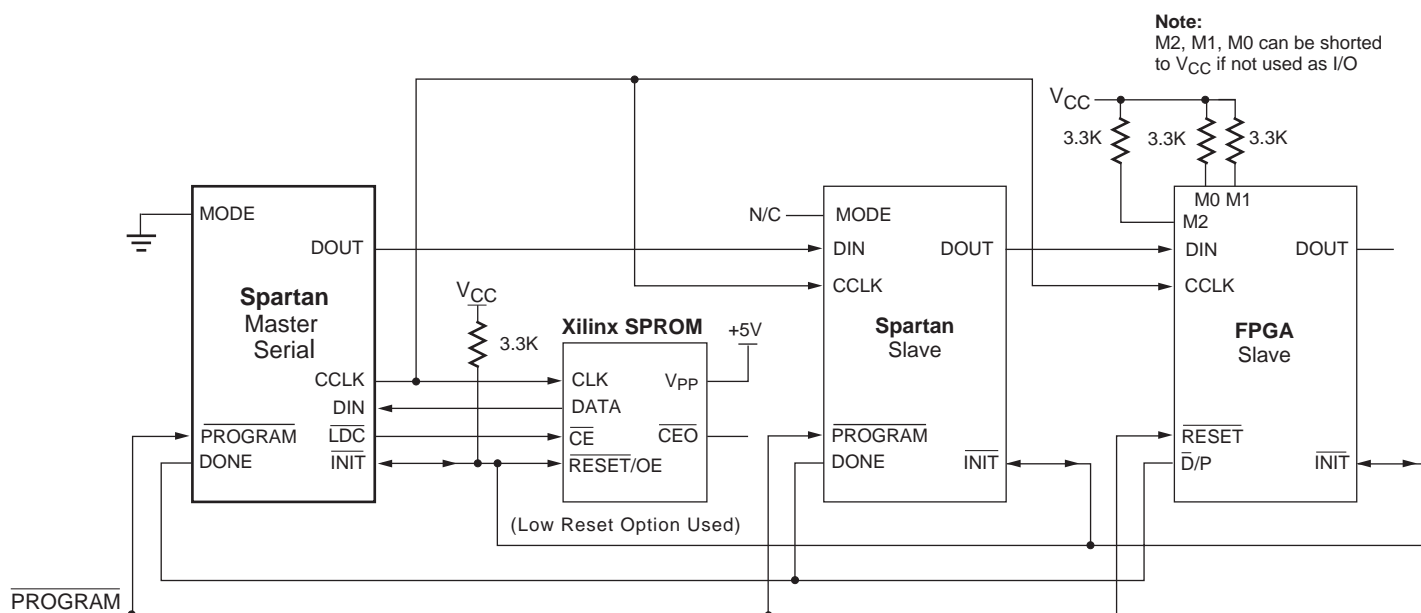 Note:
M2, M1, M0 can be shorted
to VCC if not used as I/O
VCC
3.3K
3.3K
3.3K
MODE
DOUT
Spartan
Master
Serial
CCLK
DIN
PROGRAM
LDC
DONE
INIT
VCC
3.3K
Xilinx SPROM
+5V
CLK
VPP
DATA
CE
CEO
RESET/OE
(Low Reset Option Used)
N/C
MODE
DIN
DOUT
CCLK
Spartan
Slave
PROGRAM
DONE
INIT
M0 M1
M2
DIN
DOUT
CCLK
FPGA
Slave
RESET
D/P
INIT
PROGRAM